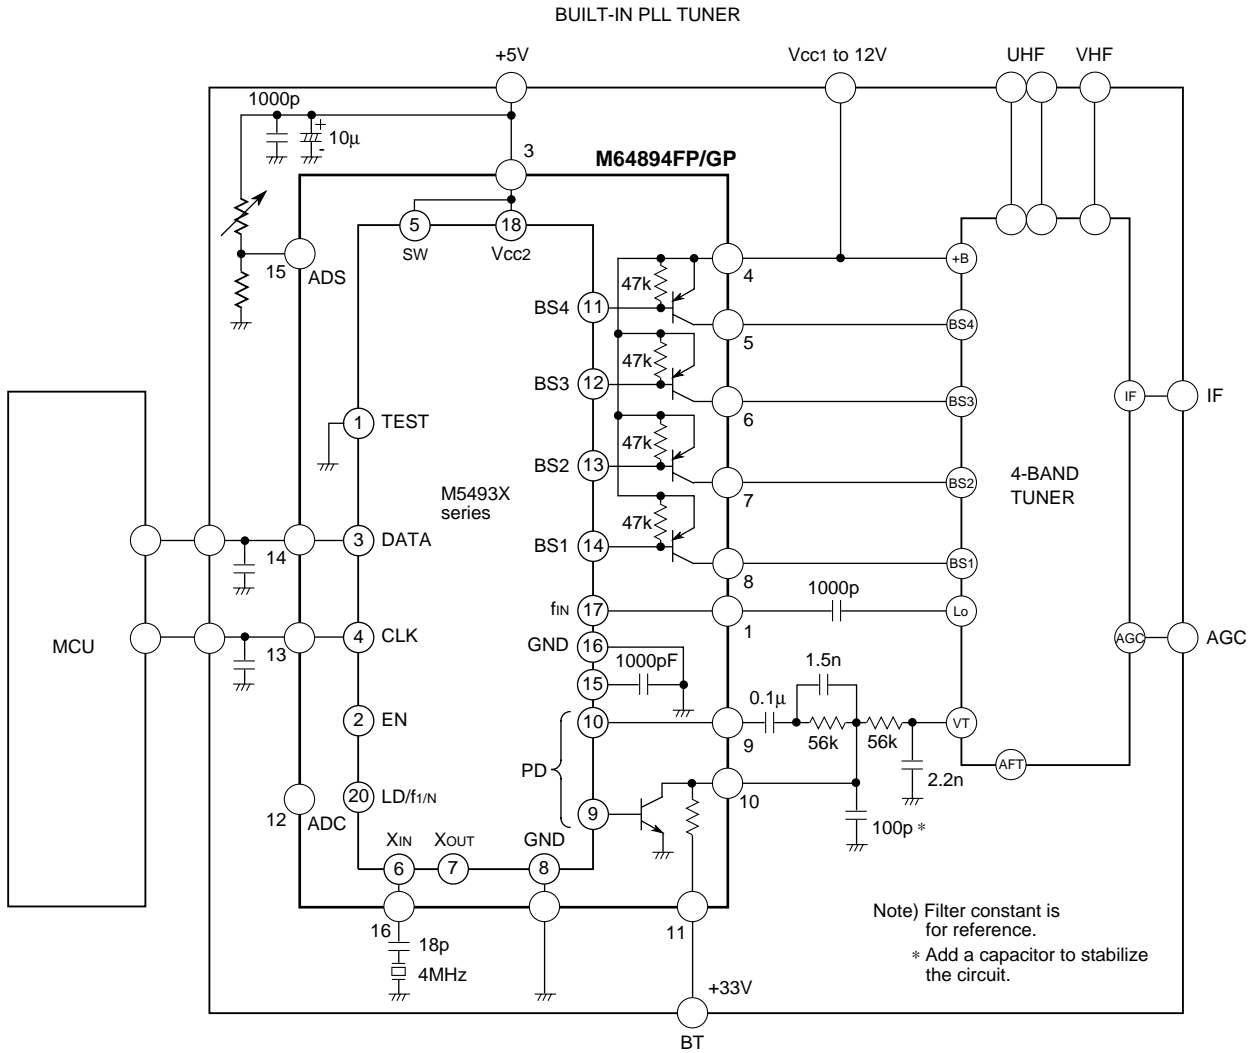 BUILT-IN PLL TUNER
+5V
Vcc1 to 12V
UHF
VHF
1000p
+
10µ
-
3
M64894FP/GP
5
18
SW
Vcc2
15
ADS
47k
4
+B
BS4
11
5
BS4
47k
BS3
12
6
BS3
IF
IF
1
TEST
47k
BS2
13
7
BS2
4-BAND
TUNER
M5493X
series
47k
BS1
14
8
BS1
14
3
DATA
fIN
17
1
1000p
Lo
MCU
13
4
CLK
GND
16
1000pF
15
AGC
AGC
1.5n
0.1µ
2
EN
10
9
56k
56k
VT
PD
AFT
2.2n
12
ADC
20
LD/f1/N
9
10
100p *
XIN
XOUT
GND
6
7
8
16
11
18p
4MHz
Note) Filter constant is
for reference.
* Add a capacitor to stabilize
the circuit.
+33V
BT